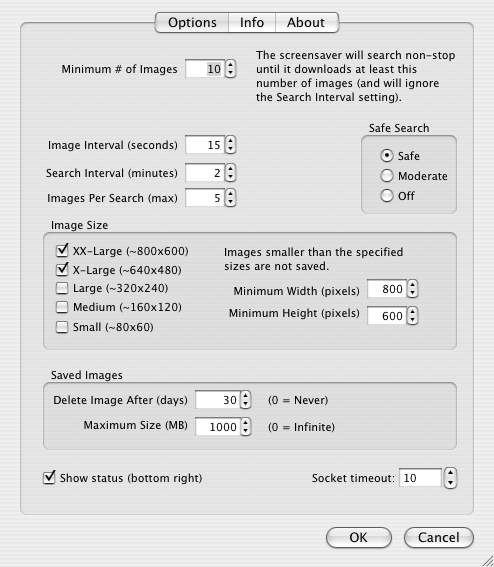 Options Info About
Minimum # of Images 10
The screensaver will search non-stop
until it downloads at least this
number of images (and will ignore
the Search Interval setting).
Image Interval (seconds) 15
Search Interval (minutes) 2
Images Per Search (max) 5
Safe Search
Safe
Moderate
Off
Image Size
XX-Large (~800x600)
X-Large (~640x480)
Large (~320x240)
Medium (~160x120)
Small (~80x60)
Images smaller than the specified
sizes are not saved.
Minimum Width (pixels) 800
Minimum Height (pixels) 600
Saved Images
Delete Image After (days) 30 (0 = Never)
Maximum Size (MB) 1000 (0 = Infinite)
Show status (bottom right) Socket timeout: 10
OK Cancel